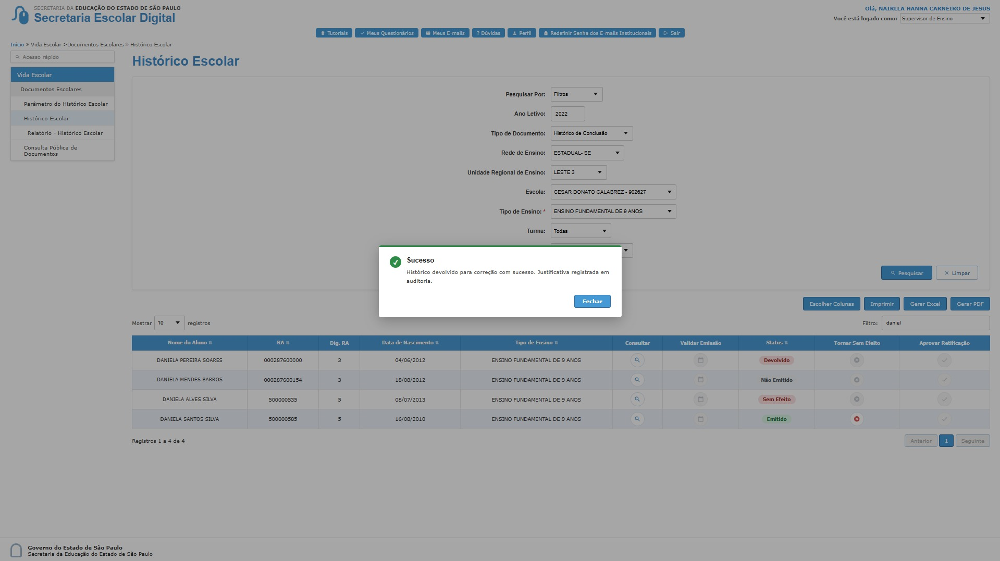 SECRETARIA DA EDUCAÇÃO DO ESTADO DE SÃO PAULO
Secretaria Escolar Digital
Olá, NAIRLLA HANNA CARNEIRO DE JESUS
Você está logado como: Supervisor de Ensino
Tutoriais Meus Questionários Meus E-mails ? Dúvidas Perfil Redefinir Senha dos E-mails Institucionais Sair
Início » Vida Escolar >Documentos Escolares » Histórico Escolar
Acesso rápido
Vida Escolar
Documentos Escolares
Parâmetro do Histórico Escolar
Histórico Escolar
Relatório - Histórico Escolar
Consulta Pública de
Documentos
Histórico Escolar
Pesquisar Por: Filtros
Ano Letivo: 2022
Tipo de Documento: Histórico de Conclusão
Rede de Ensino: ESTADUAL- SE
Unidade Regional de Ensino: LESTE 3
Escola: CESAR DONATO CALABREZ - 902627
Tipo de Ensino: * ENSINO FUNDAMENTAL DE 9 ANOS
Turma: Todas
Sucesso
Histórico devolvido para correção com sucesso. Justificativa registrada em
auditoria.
Fechar
Pesquisar × Limpar
Escolher Colunas Imprimir Gerar Excel Gerar PDF
Mostrar 10 registros
Filtro: daniel
Nome do Aluno RA Díg. RA Data de Nascimento Tipo de Ensino Consultar Validar Emissão Status Tornar Sem Efeito Aprovar Retificação
DANIELA PEREIRA SOARES 000287600000 3 04/06/2012 ENSINO FUNDAMENTAL DE 9 ANOS Devolvido
DANIELA MENDES BARROS 000287600154 3 18/08/2012 ENSINO FUNDAMENTAL DE 9 ANOS Não Emitido
DANIELA ALVES SILVA 500000535 5 08/07/2013 ENSINO FUNDAMENTAL DE 9 ANOS Sem Efeito
DANIELA SANTOS SILVA 500000585 5 16/08/2010 ENSINO FUNDAMENTAL DE 9 ANOS Emitido
Registros 1 a 4 de 4
Anterior 1 Seguinte
Governo do Estado de São Paulo
Secretaria da Educação do Estado de São Paulo